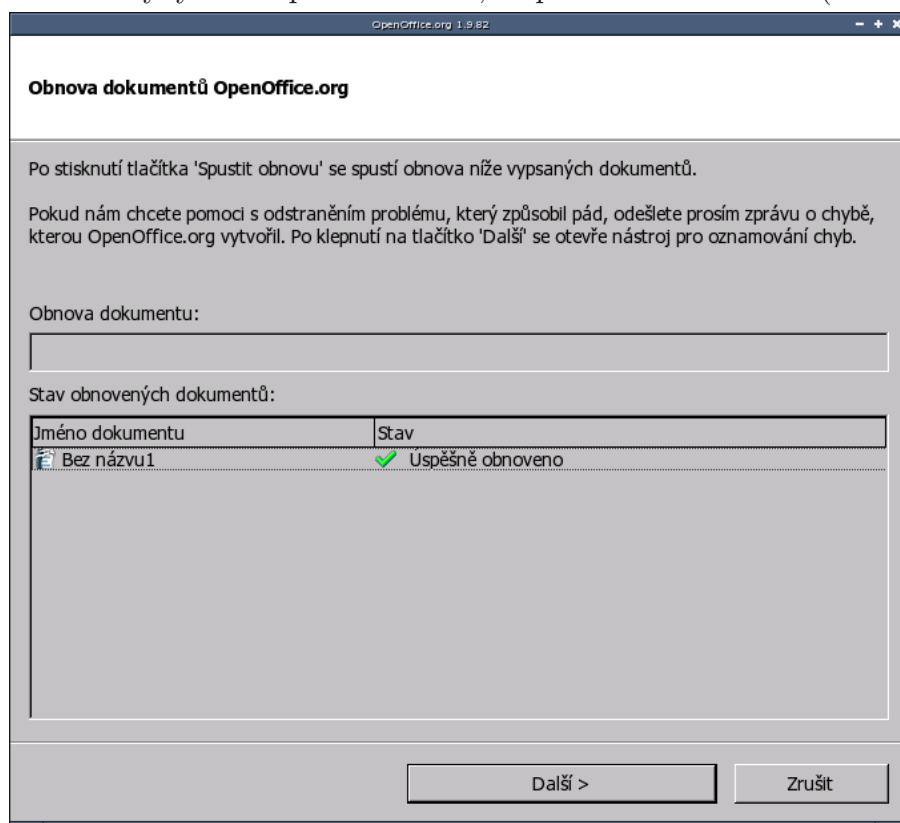 OpenOffice.org 1.9.82
Obnova dokumentů OpenOffice.org
Po stisknutí tlačítka 'Spustit obnovu' se spustí obnova níže vypsaných dokumentů.
Pokud nám chcete pomoci s odstraněním problému, který způsobil pád, odešlete prosím zprávu o chybě,
kterou OpenOffice.org vytvořil. Po klepnutí na tlačítko 'Další' se otevře nástroj pro oznamování chyb.
Obnova dokumentu:
Stav obnovených dokumentů:
Jméno dokumentu Stav
Bez názvu1 Úspěšně obnoveno
Další > Zrušit